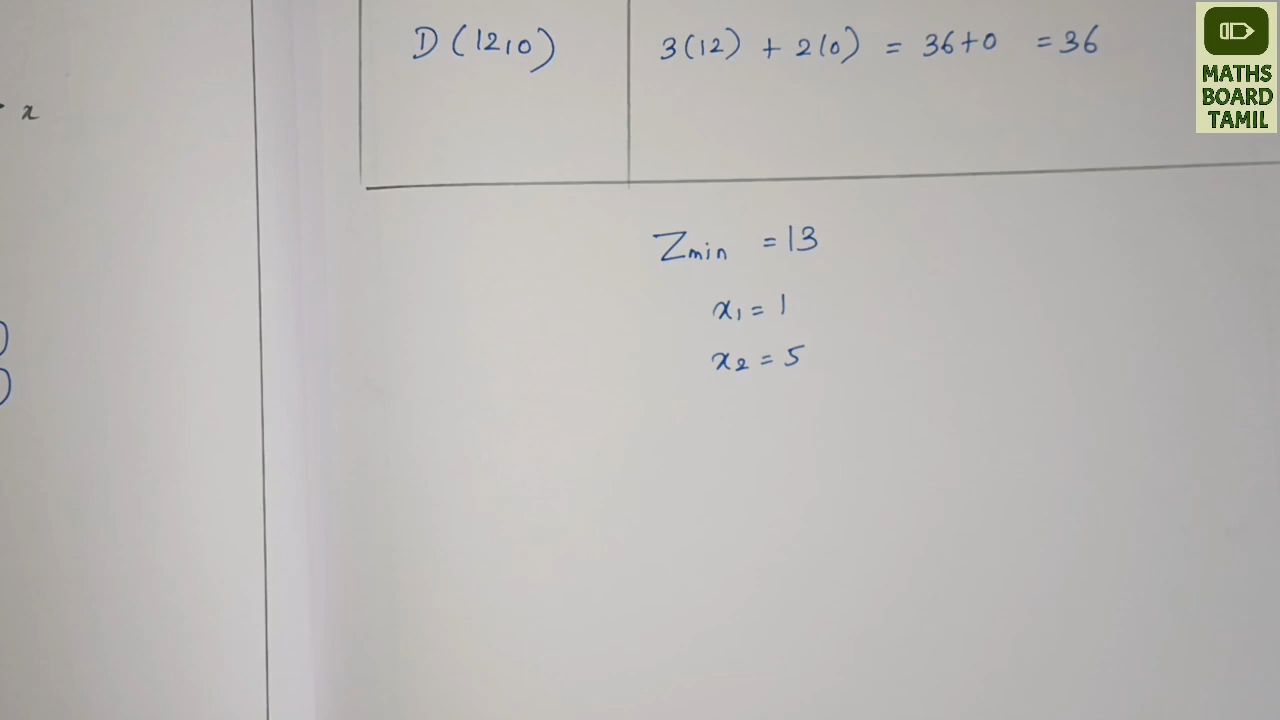 D(12,0) 3(12) + 2(0) = 36+0 = 36
x
Zmin = 13
x₁ = 1
x₂ = 5
MATHS
BOARD
TAMIL